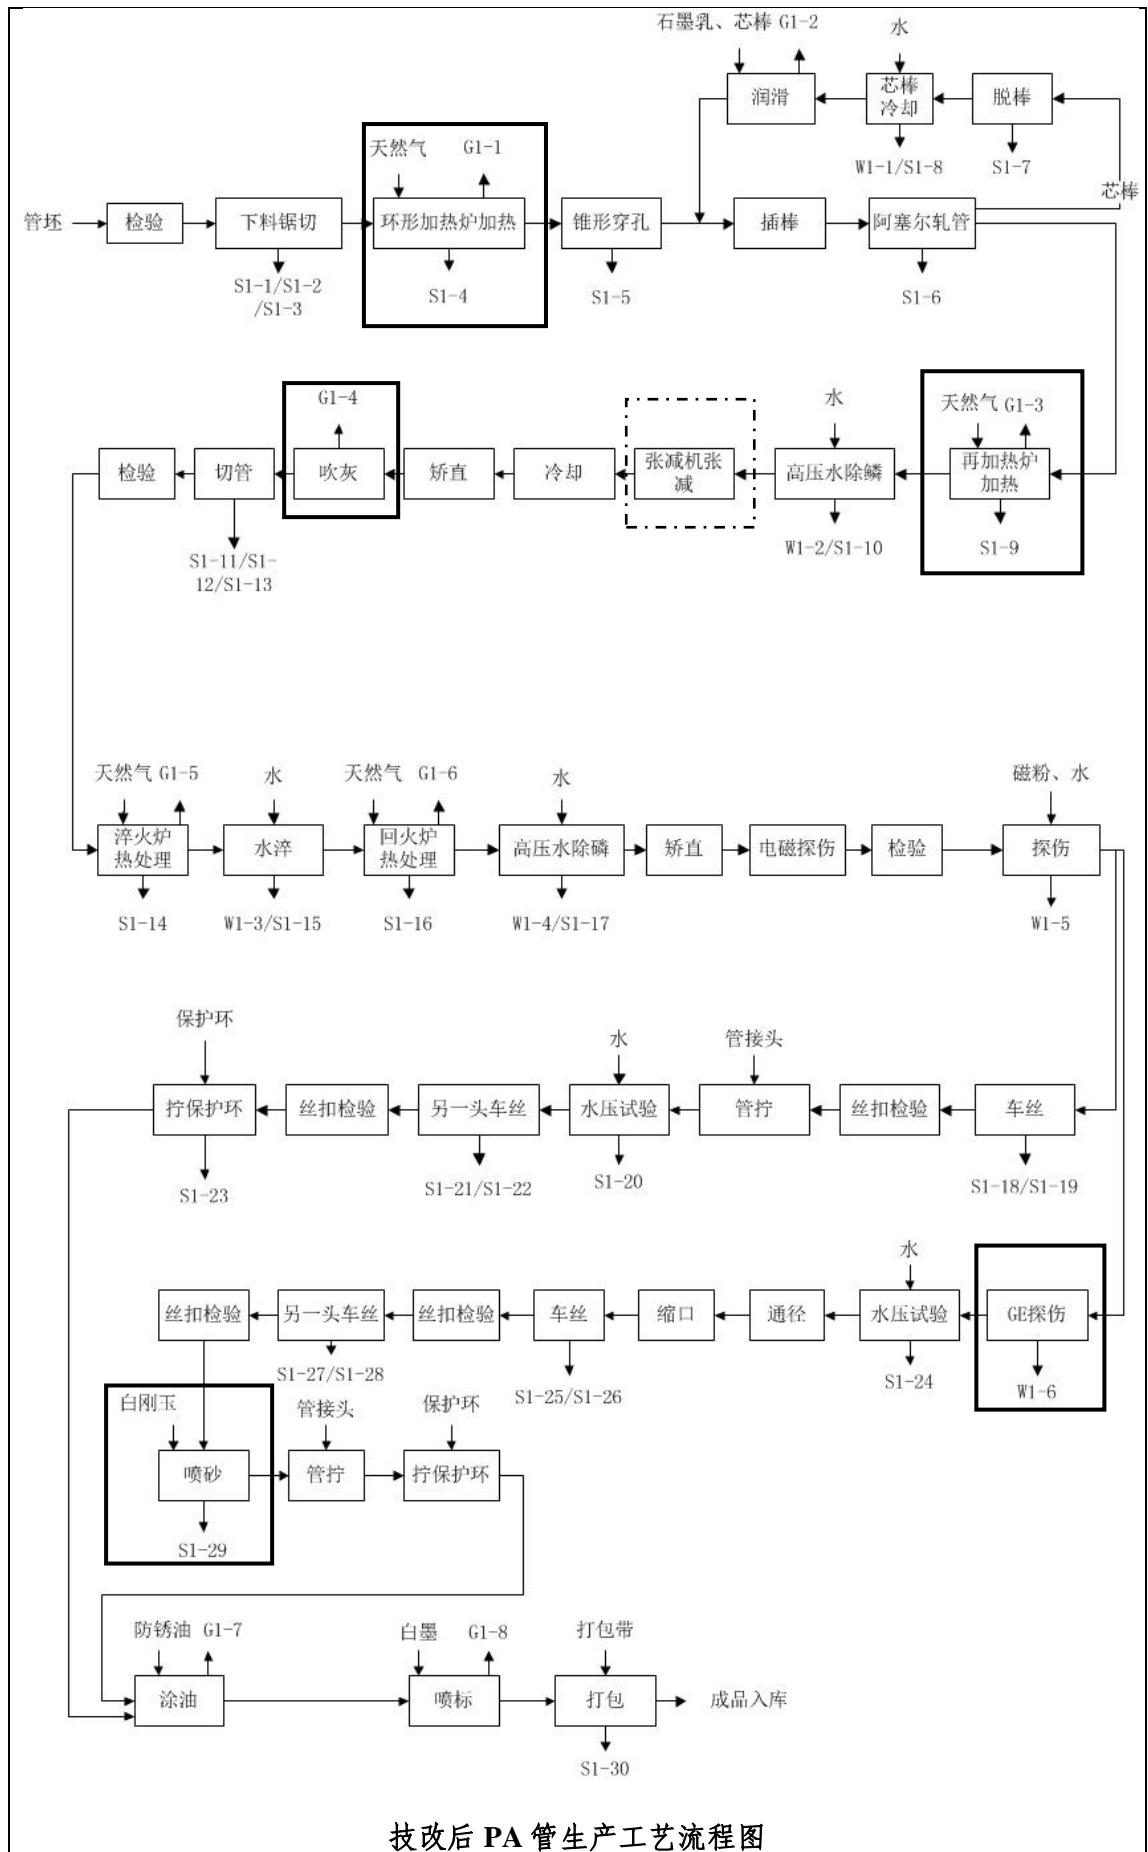 石墨乳、芯棒 G1-2
水
润滑
芯棒
冷却
脱棒
W1-1/S1-8
S1-7
芯棒
天然气
G1-1
管坯
检验
下料锯切
环形加热炉加热
锥形穿孔
插棒
阿塞尔轧管
S1-1/S1-2
/S1-3
S1-4
S1-5
S1-6
G1-4
水
天然气 G1-3
检验
切管
吹灰
矫直
冷却
张减机张
减
高压水除鳞
再加热炉
加热
S1-11/S1-
12/S1-13
W1-2/S1-10
S1-9
天然气 G1-5
水
天然气 G1-6
水
磁粉、水
淬火炉
热处理
水淬
回火炉
热处理
高压水除磷
矫直
电磁探伤
检验
探伤
S1-14
W1-3/S1-15
S1-16
W1-4/S1-17
W1-5
保护环
水
管接头
拧保护环
丝扣检验
另一头车丝
水压试验
管拧
丝扣检验
车丝
S1-23
S1-21/S1-22
S1-20
S1-18/S1-19
水
丝扣检验
另一头车丝
丝扣检验
车丝
缩口
通径
水压试验
GE探伤
S1-27/S1-28
S1-25/S1-26
S1-24
W1-6
白刚玉
管接头
保护环
喷砂
管拧
拧保护环
S1-29
防锈油 G1-7
白墨
G1-8
打包带
涂油
喷标
打包
成品入库
S1-30
技改后 PA 管生产工艺流程图